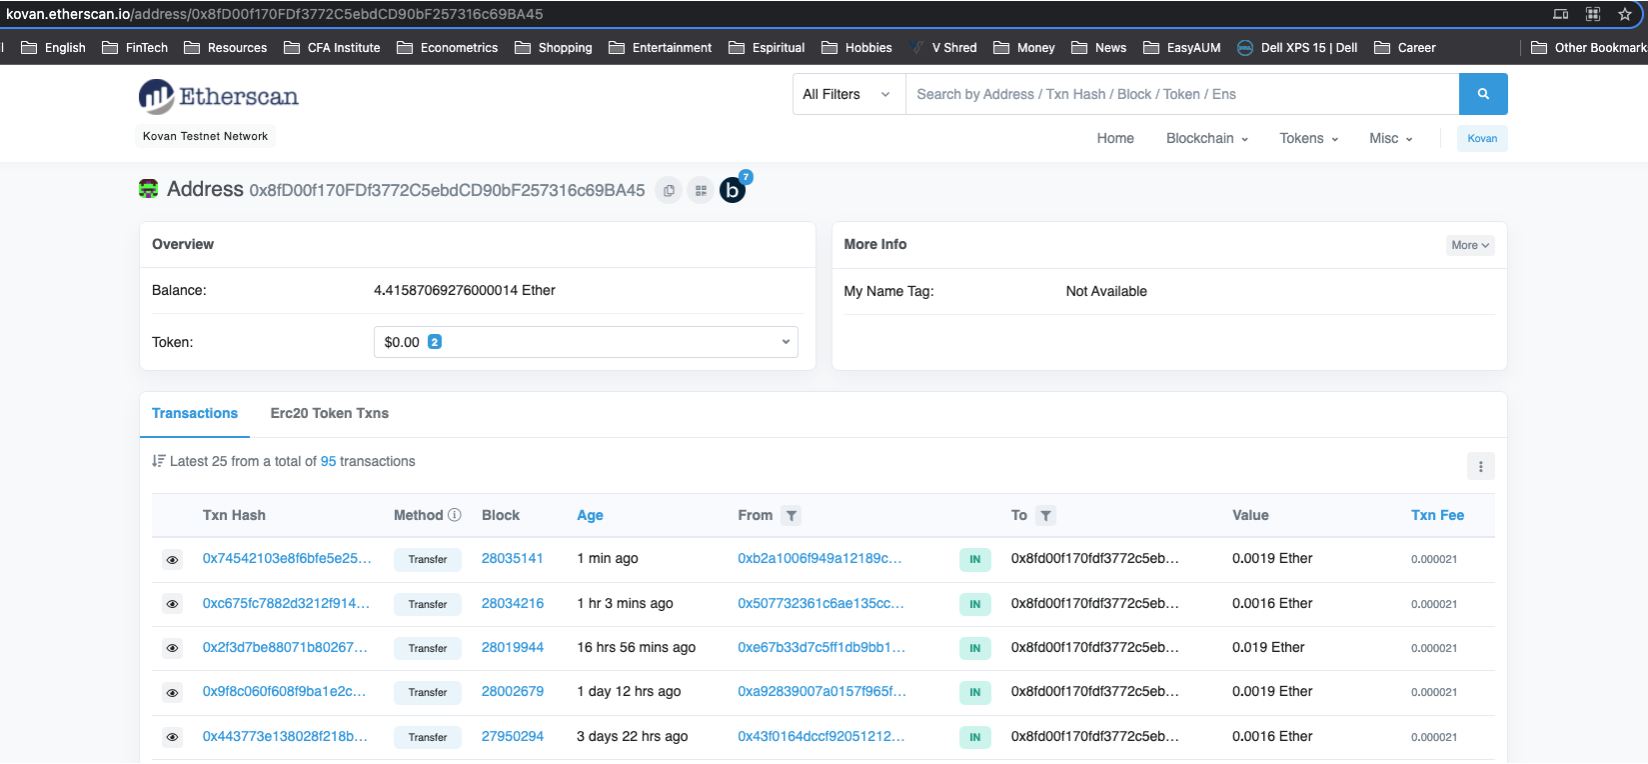 kovan.etherscan.io/address/0x8fD00f170FDf3772C5ebdCD90bF257316c69BA45
English FinTech Resources CFA Institute Econometrics Shopping Entertainment Espiritual Hobbies V Shred Money News EasyAUM Dell XPS 15 | Dell Career Other Bookmark
Etherscan
All Filters Search by Address / Txn Hash / Block / Token / Ens
Kovan Testnet Network
Home Blockchain Tokens Misc Kovan
Address 0x8fD00f170FDf3772C5ebdCD90bF257316c69BA45 b 7
Overview
Balance: 4.41587069276000014 Ether
Token: $0.00 2
More Info More
My Name Tag: Not Available
Transactions Erc20 Token Txns
Latest 25 from a total of 95 transactions
Txn Hash Method Block Age From To Value Txn Fee
0x74542103e8f6bfe5e25... Transfer 28035141 1 min ago 0xb2a1006f949a12189c... IN 0x8fd00f170fdf3772c5eb... 0.0019 Ether 0.000021
0xc675fc7882d3212f914... Transfer 28034216 1 hr 3 mins ago 0x507732361c6ae135cc... IN 0x8fd00f170fdf3772c5eb... 0.0016 Ether 0.000021
0x2f3d7be88071b80267... Transfer 28019944 16 hrs 56 mins ago 0xe67b33d7c5ff1db9bb1... IN 0x8fd00f170fdf3772c5eb... 0.019 Ether 0.000021
0x9f8c060f608f9ba1e2c... Transfer 28002679 1 day 12 hrs ago 0xa92839007a0157f965f... IN 0x8fd00f170fdf3772c5eb... 0.0019 Ether 0.000021
0x443773e138028f218b... Transfer 27950294 3 days 22 hrs ago 0x43f0164dccf92051212... IN 0x8fd00f170fdf3772c5eb... 0.0016 Ether 0.000021